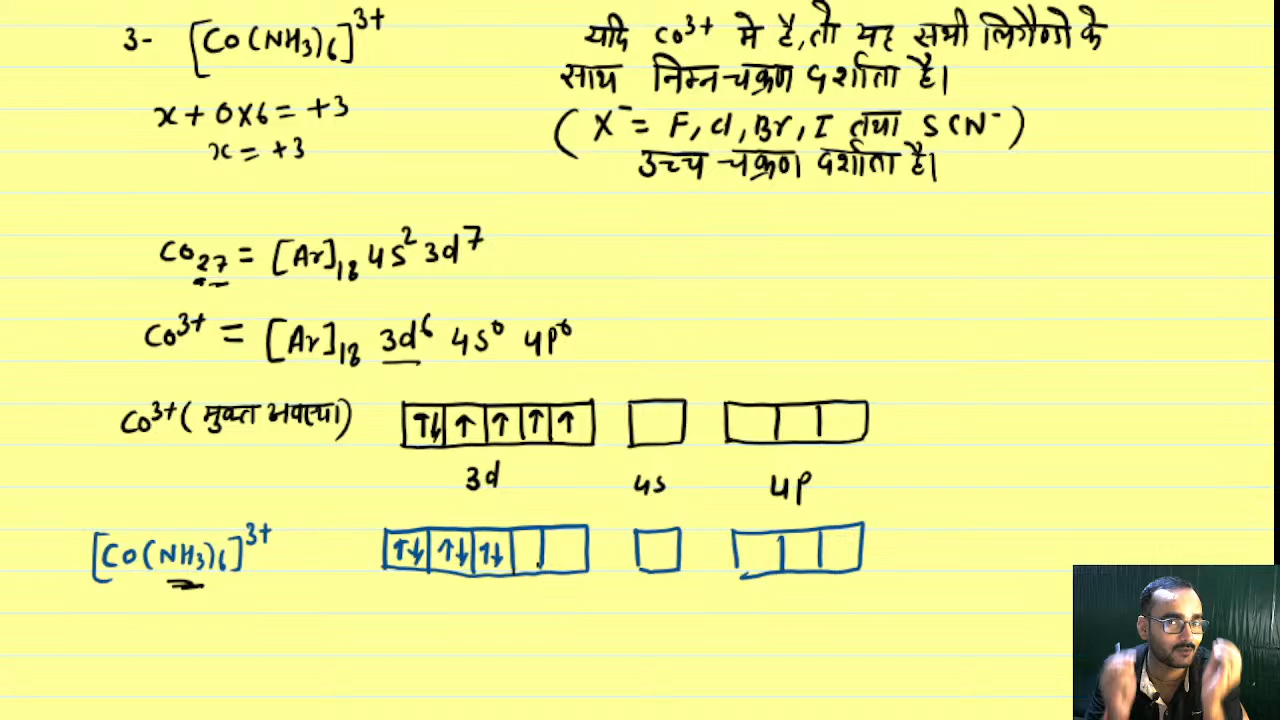 3- [Co(NH3)6]3+
x + 0x6 = +3
x = +3
यदि Co3+ मे है, तो यह सभी लिगैण्डो के
साथ निम्न चक्रण दर्शाता है।
( X- = F, Cl, Br, I तथा SCN- )
उच्च चक्रण दर्शाता है।
Co27 = [Ar]18 4s2 3d7
Co3+ = [Ar]18 3d6 4s0 4p0
Co3+ (मुक्त अवस्था) ↑↓ ↑ ↑ ↑ ↑
3d 4s 4p
[Co(NH3)6]3+ ↑↓ ↑↓ ↑↓